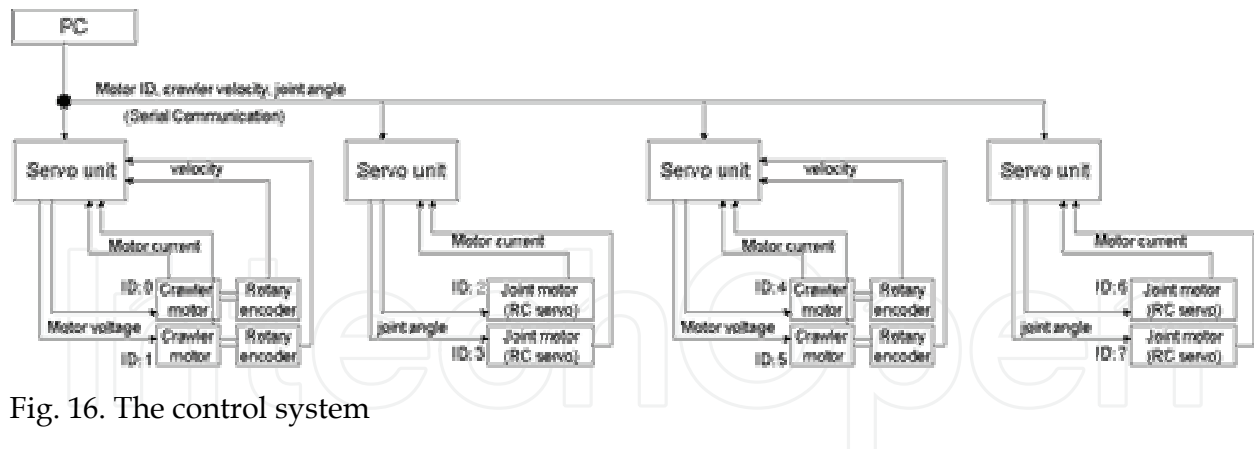 PC
Motor ID, crawler velocity, joint angle
(Serial Communication)
Servo unit
velocity
Motor current
ID: 0
Crawler
motor
Rotary
encoder
Motor voltage
ID: 1
Crawler
motor
Rotary
encoder
Servo unit
Motor current
ID: 2
Joint motor
(RC servo)
joint angle
ID: 3
Joint motor
(RC servo)
Servo unit
velocity
Motor current
ID: 4
Crawler
motor
Rotary
encoder
Motor voltage
ID: 5
Crawler
motor
Rotary
encoder
Servo unit
Motor current
ID: 6
Joint motor
(RC servo)
joint angle
ID: 7
Joint motor
(RC servo)
IntechOpen
Fig. 16. The control system